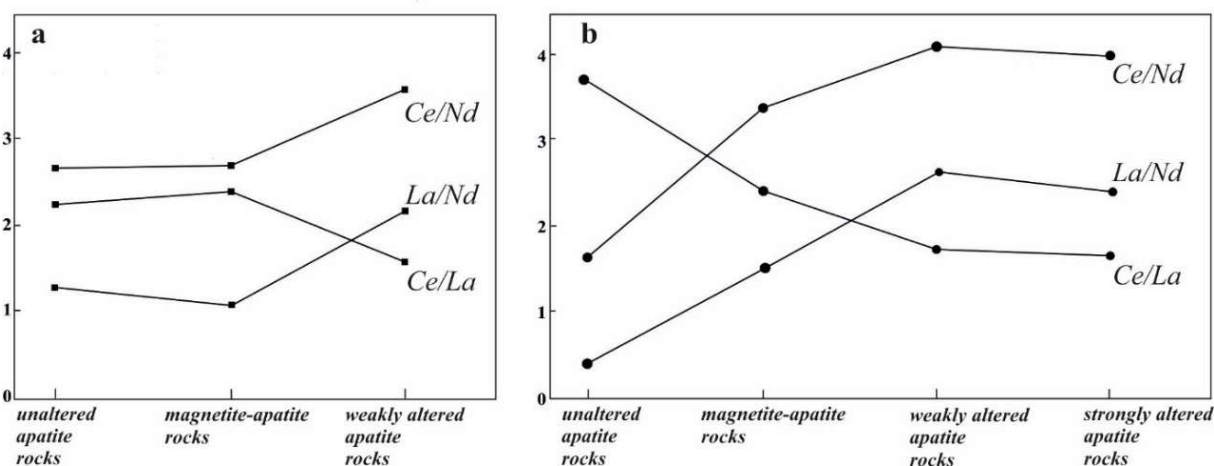 a
4
3
2
1
0
Ce/Nd
La/Nd
Ce/La
unaltered
apatite
rocks
magnetite-apatite
rocks
weakly altered
apatite
rocks
b
4
3
2
1
0
Ce/Nd
La/Nd
Ce/La
unaltered
apatite
rocks
magnetite-apatite
rocks
weakly altered
apatite
rocks
strongly altered
apatite
rocks